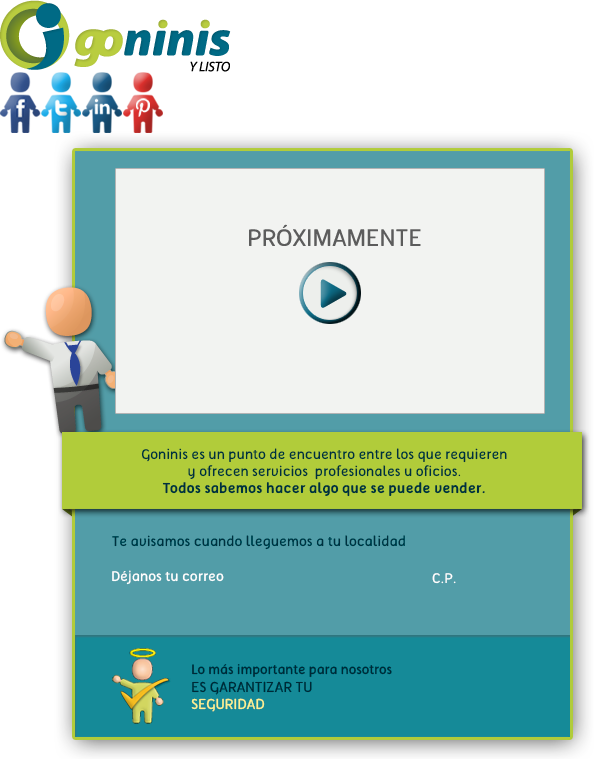 goninis
Y LISTO
f t in P
PRÓXIMAMENTE
Goninis es un punto de encuentro entre los que requieren
y ofrecen servicios profesionales u oficios.
Todos sabemos hacer algo que se puede vender.
Te avisamos cuando lleguemos a tu localidad
Déjanos tu correo
C.P.
Lo más importante para nosotros
ES GARANTIZAR TU
SEGURIDAD